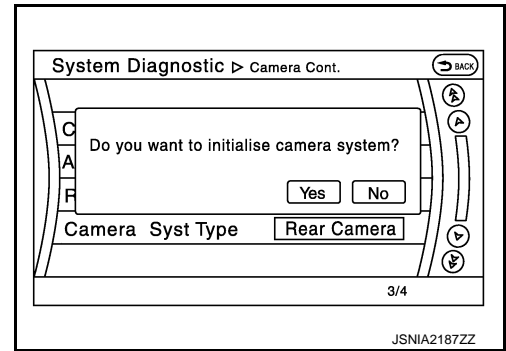 System Diagnostic ▷ Camera Cont.
BACK
C
Do you want to initialise camera system?
A
R
Yes No
Camera Syst Type Rear Camera
3/4
JSNIA2187ZZ